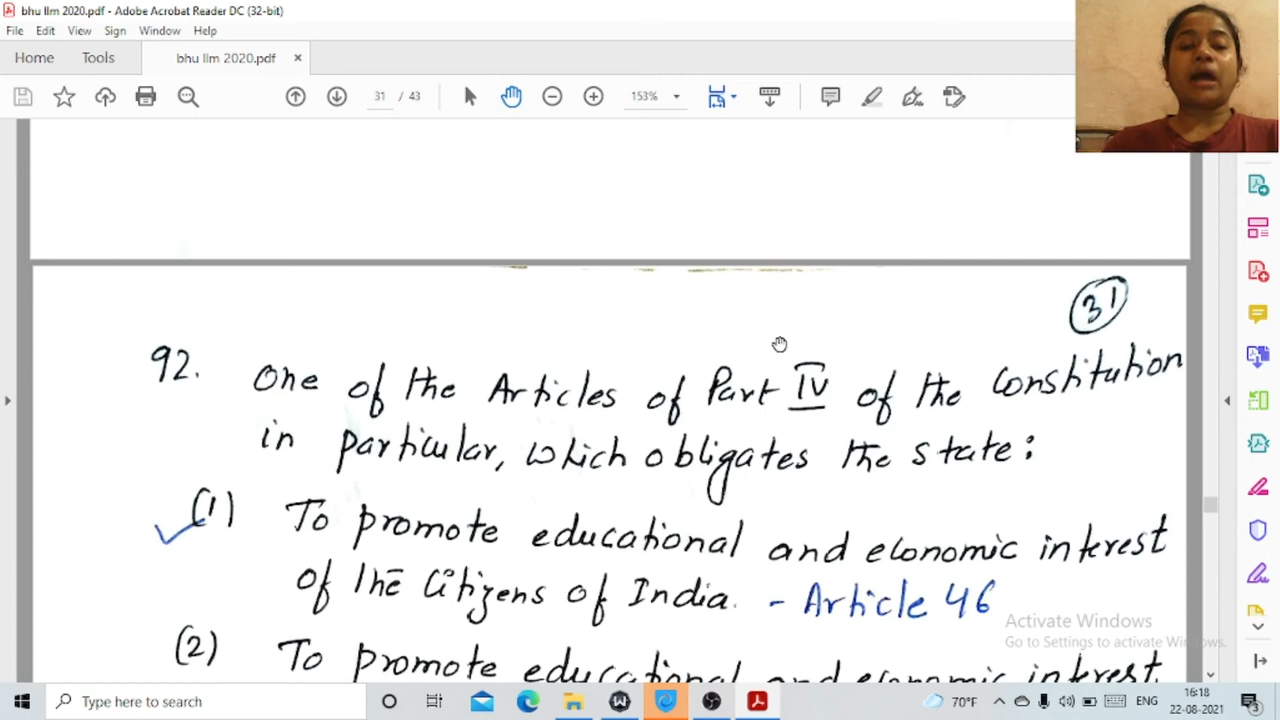 bhu llm 2020.pdf - Adobe Acrobat Reader DC (32-bit)
File Edit View Sign Window Help
Home Tools bhu llm 2020.pdf ×
31 / 43 153%
31
92. One of the Articles of Part IV of the Constitution
in particular, which obligates the state:
(1) To promote educational and economic interest
of the Citizens of India. - Article 46
Activate Windows
Go to Settings to activate Windows.
(2) To promote educational and economic interest
Type here to search 70°F ENG 16:18
22-08-2021 3